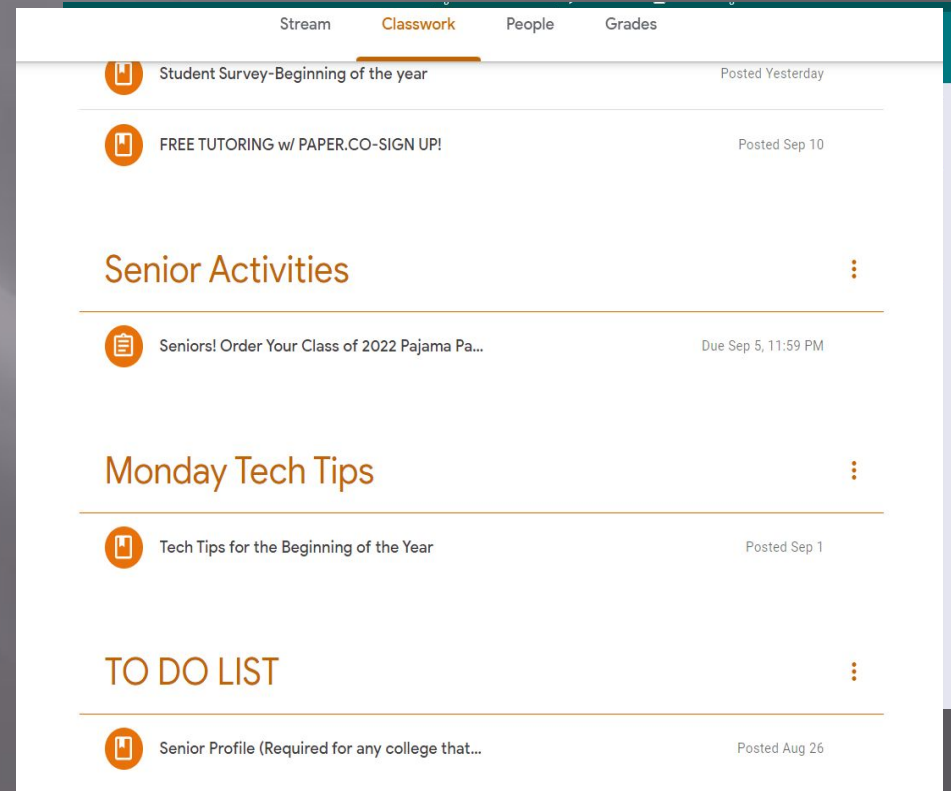 Stream Classwork People Grades
Student Survey-Beginning of the year Posted Yesterday
FREE TUTORING w/ PAPER.CO-SIGN UP! Posted Sep 10
Senior Activities
Seniors! Order Your Class of 2022 Pajama Pa... Due Sep 5, 11:59 PM
Monday Tech Tips
Tech Tips for the Beginning of the Year Posted Sep 1
TO DO LIST
Senior Profile (Required for any college that... Posted Aug 26